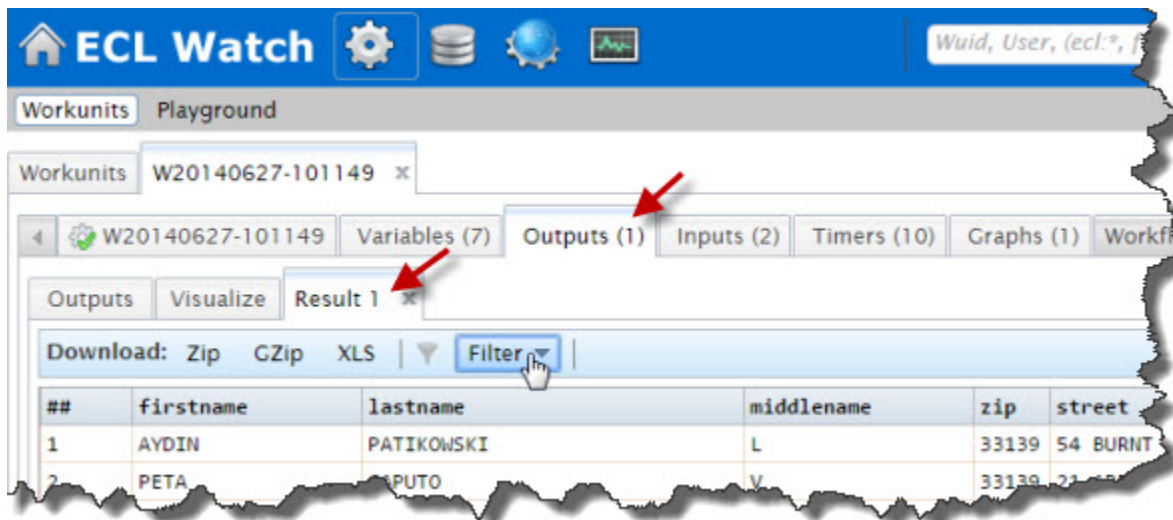 ECL Watch Wuid, User, (ecl:*, f
Workunits Playground
Workunits W20140627-101149 x
W20140627-101149 Variables (7) Outputs (1) Inputs (2) Timers (10) Graphs (1) Workf
Outputs Visualize Result 1 x
Download: Zip GZip XLS | Filter |
## firstname lastname middlename zip street
1 AYDIN PATIKOWSKI L 33139 54 BURNT
2 PETA V 33139 21